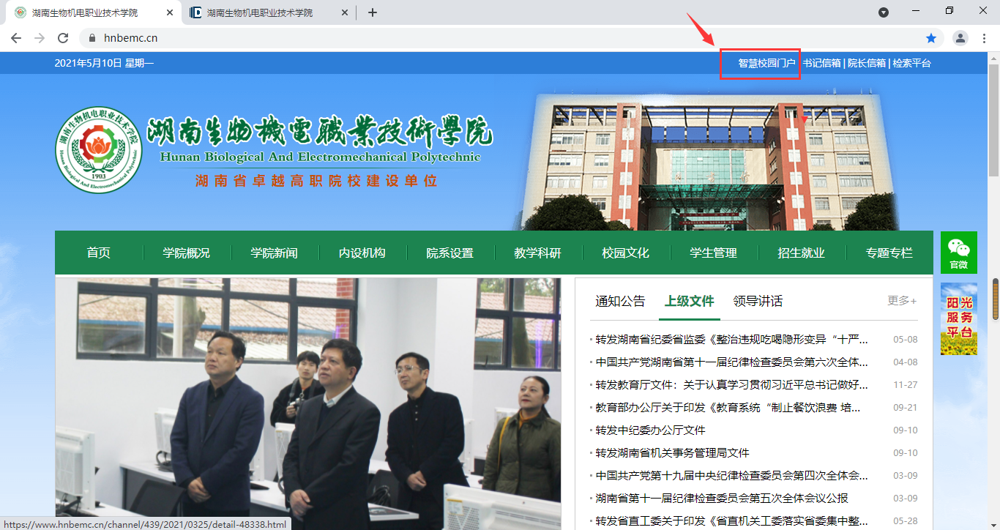 湖南生物机电职业技术学院
湖南生物机电职业技术学院
hnbemc.cn
2021年5月10日 星期一
智慧校园门户 书记信箱 | 院长信箱 | 检索平台
湖南生物机电职业技术学院
1903
Hunan Biological And Electromechanical Polytechnic
湖南生物機電職業技術學院
Hunan Biological And Electromechanical Polytechnic
湖南省卓越高职院校建设单位
首页 学院概况 学院新闻 内设机构 院系设置 教学科研 校园文化 学生管理 招生就业 专题专栏
官微
阳光
服务
平台
通知公告 上级文件 领导讲话 更多+
转发湖南省纪委省监委《整治违规吃喝隐形变异“十严... 05-08
中国共产党湖南省第十一届纪律检查委员会第六次全体... 04-08
转发教育厅文件：关于认真学习贯彻习近平总书记做好... 11-27
教育部办公厅关于印发《教育系统“制止餐饮浪费 培... 09-21
转发中纪委办公厅文件 09-10
转发湖南省机关事务管理局文件 09-10
中国共产党第十九届中央纪律检查委员会第四次全体会... 03-09
湖南省第十一届纪律检查委员会第五次全体会议公报 03-09
转发省直工委关于印发《省直机关工委落实省委集中整... 05-28
https://www.hnbemc.cn/channel/439/2021/0325/detail-48338.html